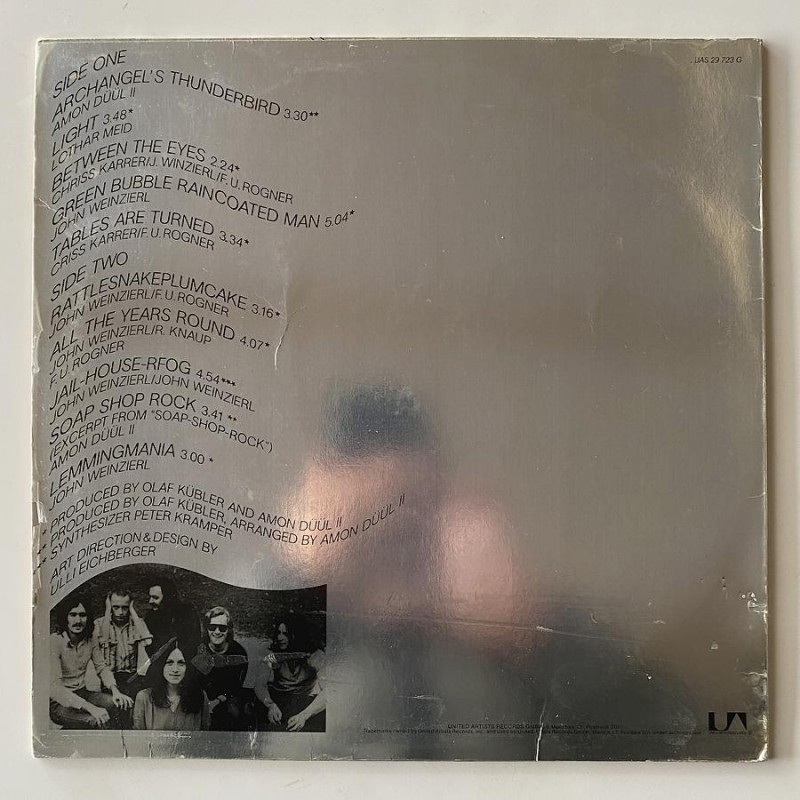 UAS 29 723 G
SIDE ONE
ARCHANGEL'S THUNDERBIRD 3.30**
AMON DÜÜL II
LIGHT 3.48*
LOTHAR MEID
BETWEEN THE EYES 2.24*
CHRISS KARRER/J. WINZIERL/F. U. ROGNER
GREEN BUBBLE RAINCOATED MAN 5.04*
JOHN WEINZIERL
TABLES ARE TURNED 3.34*
CRISS KARRER/F. U. ROGNER
SIDE TWO
RATTLESNAKEPLUMCAKE 3.16*
JOHN WEINZIERL/F. U. ROGNER
ALL THE YEARS ROUND 4.07*
JOHN WEINZIERL/R. KNAUP
F. U. ROGNER
JAIL-HOUSE-RFOG 4.54***
JOHN WEINZIERL/JOHN WEINZIERL
SOAP SHOP ROCK 3.41 **
(EXCERPT FROM "SOAP-SHOP-ROCK")
AMON DÜÜL II
LEMMINGMANIA 3.00 *
JOHN WEINZIERL
* PRODUCED BY OLAF KÜBLER AND AMON DÜÜL II
** PRODUCED BY OLAF KÜBLER, ARRANGED BY AMON DÜÜL II
*** SYNTHESIZER PETER KRAMPER
ART DIRECTION & DESIGN BY
ULLI EICHBERGER
UNITED ARTISTS RECORDS
UA